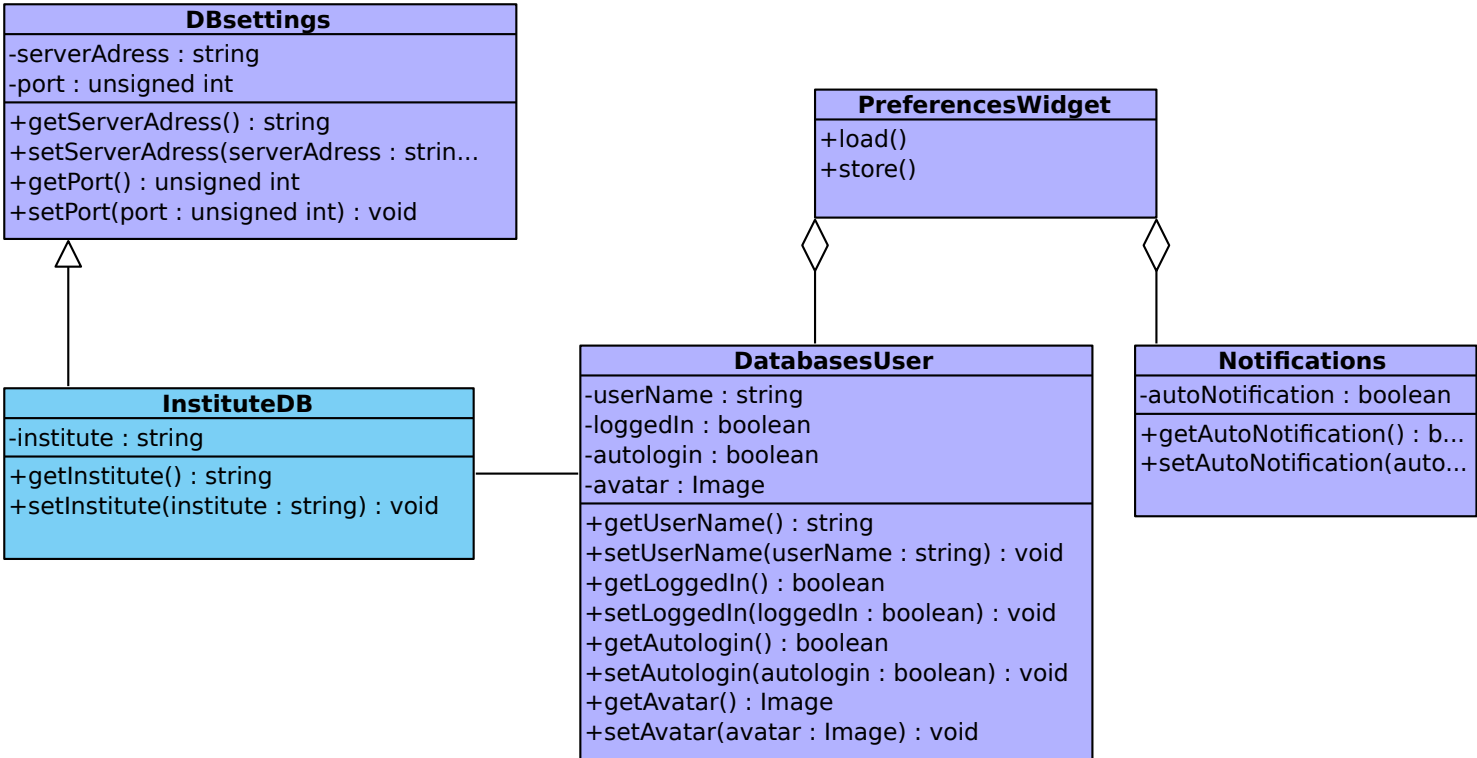 DBsettings
-serverAdress : string
-port : unsigned int
+getServerAdress() : string
+setServerAdress(serverAdress : strin...
+getPort() : unsigned int
+setPort(port : unsigned int) : void
PreferencesWidget
+load()
+store()
InstituteDB
-institute : string
+getInstitute() : string
+setInstitute(institute : string) : void
DatabasesUser
-userName : string
-loggedIn : boolean
-autologin : boolean
-avatar : Image
+getUserName() : string
+setUserName(userName : string) : void
+getLoggedIn() : boolean
+setLoggedIn(loggedIn : boolean) : void
+getAutologin() : boolean
+setAutologin(autologin : boolean) : void
+getAvatar() : Image
+setAvatar(avatar : Image) : void
Notifications
-autoNotification : boolean
+getAutoNotification() : b...
+setAutoNotification(auto...